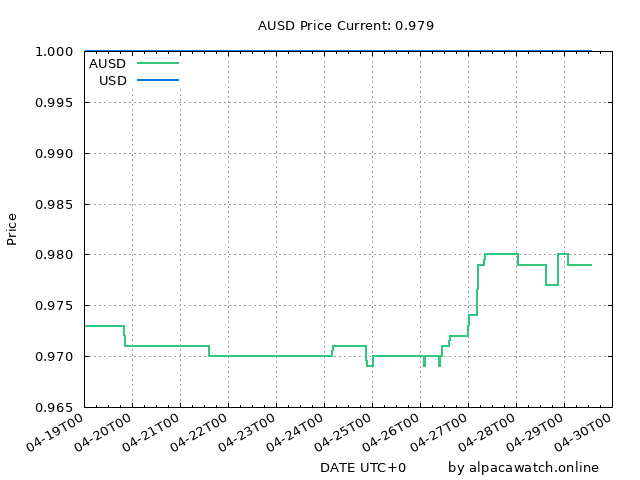 AUSD Price Current: 0.979
AUSD
USD
Price
1.000
0.995
0.990
0.985
0.980
0.975
0.970
0.965
04-19T00
04-20T00
04-21T00
04-22T00
04-23T00
04-24T00
04-25T00
04-26T00
04-27T00
04-28T00
04-29T00
04-30T00
DATE UTC+0 by alpacawatch.online